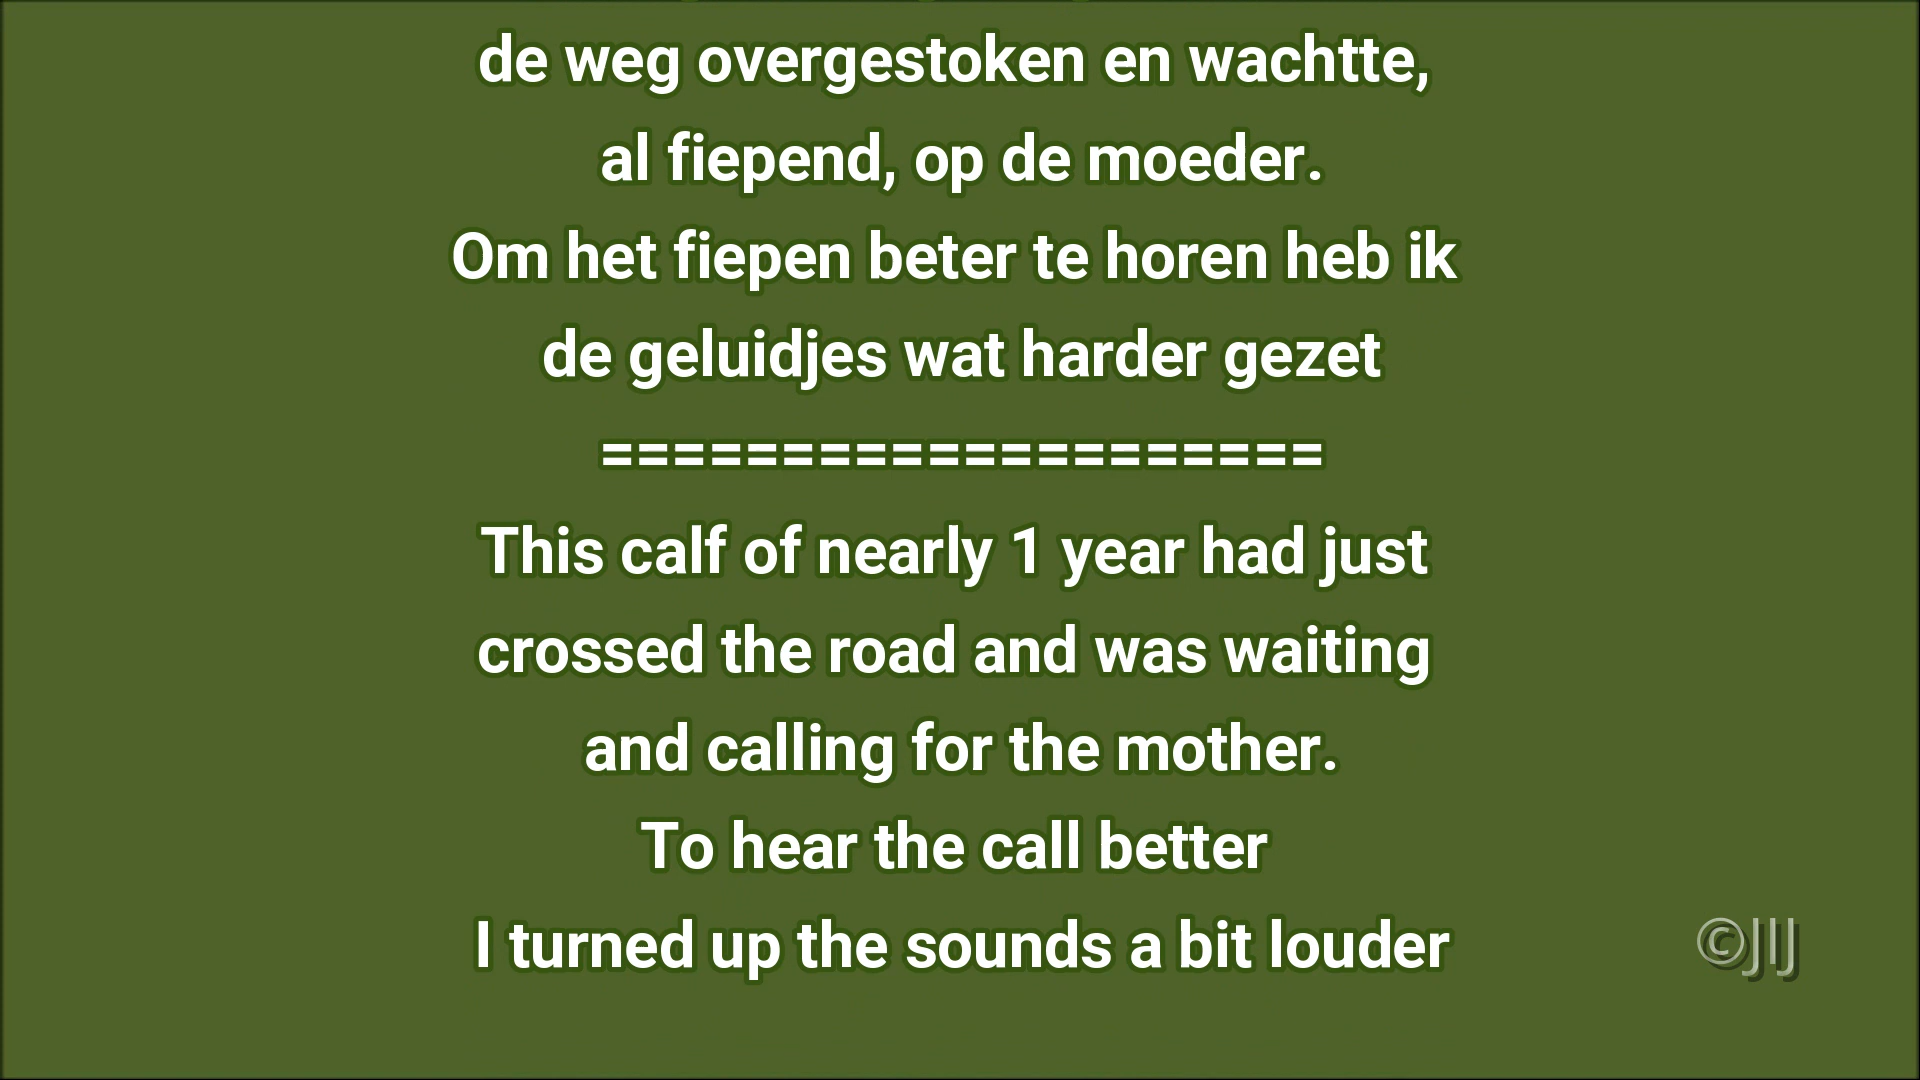 de weg overgestoken en wachtte,
al fiepend, op de moeder.
Om het fiepen beter te horen heb ik
de geluidjes wat harder gezet
====================
This calf of nearly 1 year had just
crossed the road and was waiting
and calling for the mother.
To hear the call better
I turned up the sounds a bit louder
©JIJ